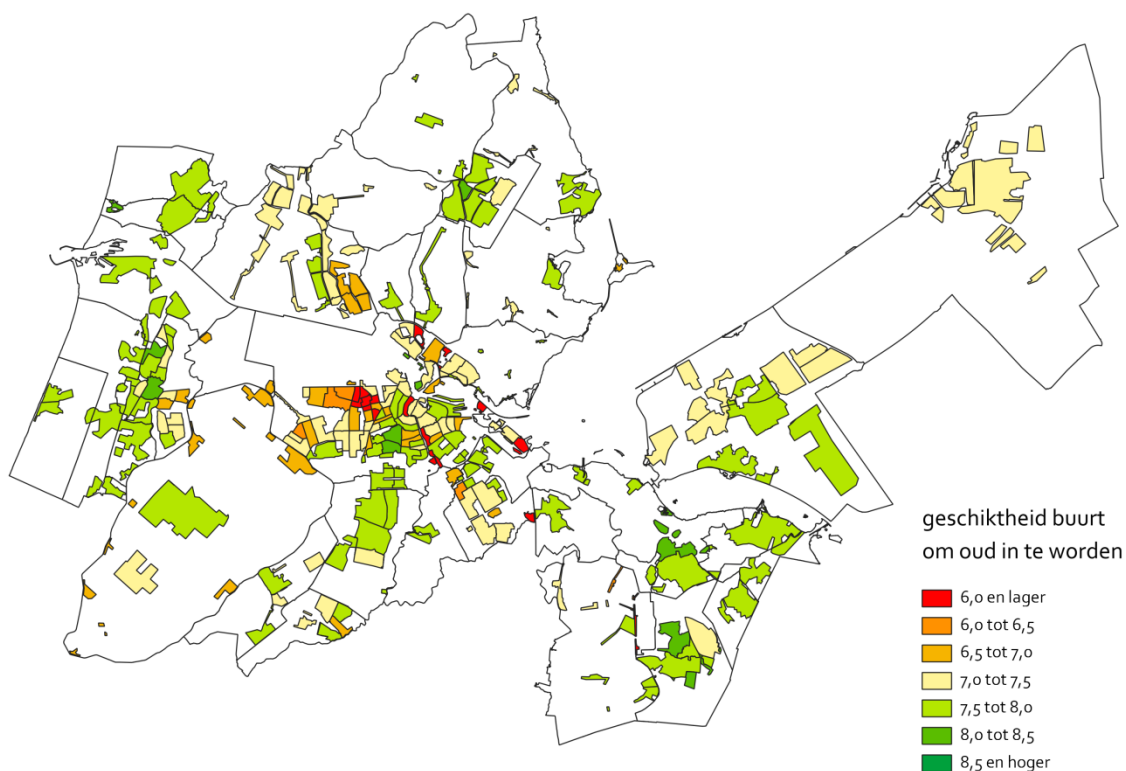 geschiktheid buurt
om oud in te worden
6,0 en lager
6,0 tot 6,5
6,5 tot 7,0
7,0 tot 7,5
7,5 tot 8,0
8,0 tot 8,5
8,5 en hoger